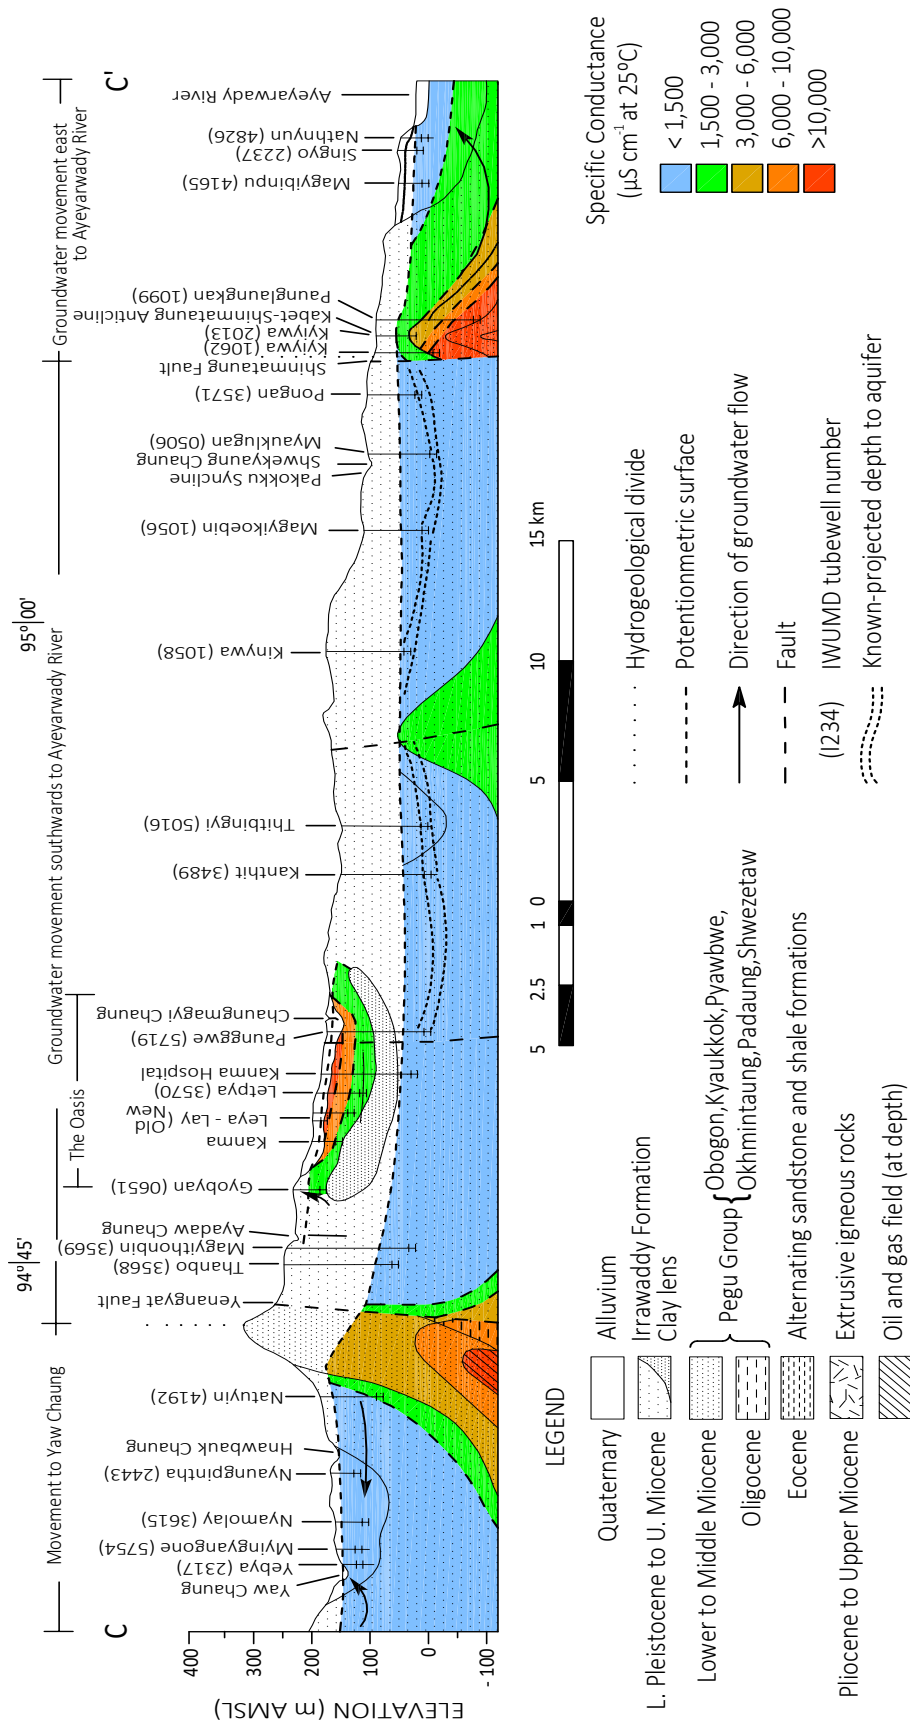 Movement to Yaw Chaung
94°|45'
Groundwater movement southwards to Ayeyarwady River
95°|00'
Groundwater movement east
to Ayeyarwady River
The Oasis
C
C'
Yaw Chaung
Yebya (2317)
Myingyangone (5754)
Nyamolay (3615)
Nyaungpintha (2443)
Hnawbauk Chaung
Natuyin (4192)
Yenangyat Fault
Thanbo (3568)
Magyithonbin (3569)
Ayadaw Chaung
Gyobyan (0651)
Kanma
Leya - Lay (
Old
New
Letpya (3570)
Kanma Hospital
Paunggwe (5719)
Chaungmagyi Chaung
Kanthit (3489)
Thitbingyi (5016)
Kinywa (1058)
Magyikoebin (1056)
Pakokku Syncline
Shwekyaung Chaung
Myauklugan (0506)
Pongan (3571)
Shinmataung Fault
Kyiywa (1062)
Kyiywa (2013)
Kabet-Shinmataung Anticline
Paunglaungkan (1099)
Magyibinpu (4165)
Singyo (2237)
Nathnyun (4826)
Ayeyarwady River
ELEVATION (m AMSL)
400
300
200
100
0
- 100
5
2.5
1
0
5
10
15 km
LEGEND
Quaternary
Alluvium
L. Pleistocene to U. Miocene
Irrawaddy Formation
Clay lens
Lower to Middle Miocene
Oligocene
Pegu Group
Obogon,Kyaukkok,Pyawbwe,
Okhmintaung,Padaung,Shwezetaw
Eocene
Alternating sandstone and shale formations
Pliocene to Upper Miocene
Extrusive igneous rocks
Oil and gas field (at depth)
Hydrogeological divide
Potentionmetric surface
Direction of groundwater flow
Fault
(I234)
IWUMD tubewell number
Known-projected depth to aquifer
Specific Conductance
(µS cm⁻¹ at 25ºC)
< 1,500
1,500 - 3,000
3,000 - 6,000
6,000 - 10,000
>10,000